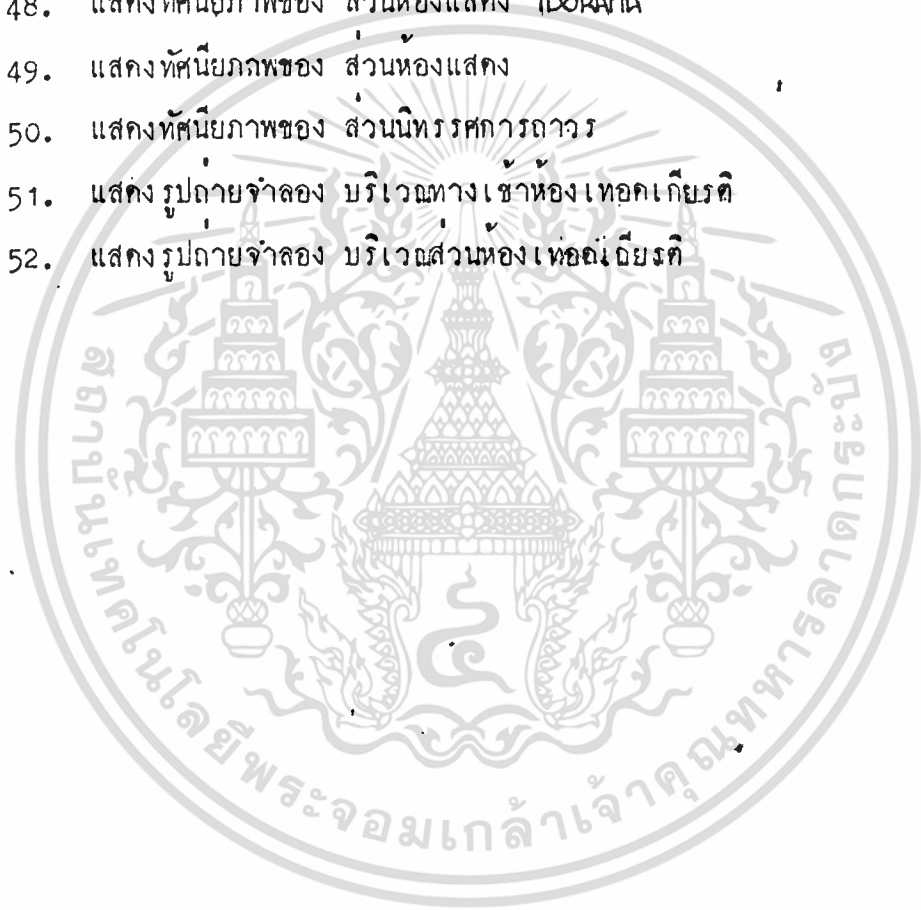 48. แสดงทัศนียภาพของ ส่วนห้องแสดง
49. แสดงทัศนียภาพของ ส่วนห้องแสดง
50. แสดงทัศนียภาพของ ส่วนนิทรรศการถาวร
51. แสดงรูปถ่ายจำลอง บริเวณทางเข้าห้องเทอดเกียรติ
52. แสดงรูปถ่ายจำลอง บริเวณส่วนห้องเทอดเกียรติ
สถาบันเทคโนโลยีพระจอมเกล้าเจ้าคุณทหารลาดกระบัง